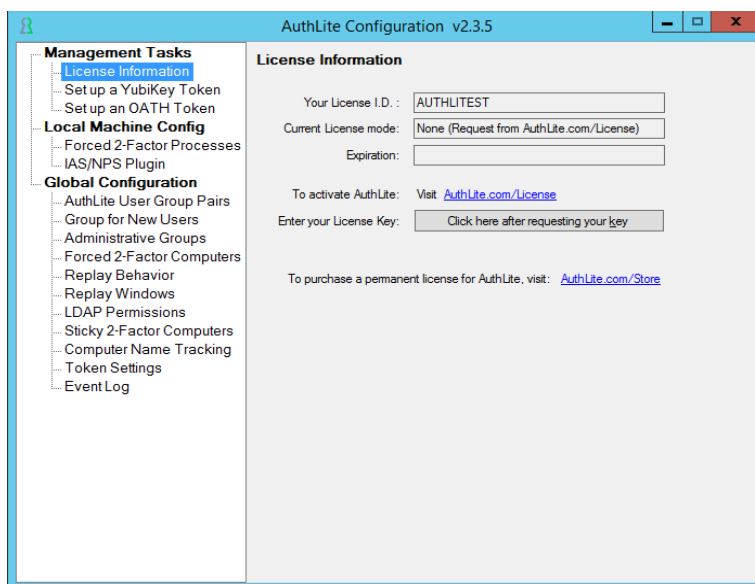 AuthLite Configuration v2.3.5
Management Tasks
License Information
Set up a YubiKey Token
Set up an OATH Token
Local Machine Config
Forced 2-Factor Processes
IAS/NPS Plugin
Global Configuration
AuthLite User Group Pairs
Group for New Users
Administrative Groups
Forced 2-Factor Computers
Replay Behavior
Replay Windows
LDAP Permissions
Sticky 2-Factor Computers
Computer Name Tracking
Token Settings
Event Log
License Information
Your License I.D. : AUTHLITEST
Current License mode: None (Request from AuthLite.com/License)
Expiration:
To activate AuthLite: Visit AuthLite.com/License
Enter your License Key: Click here after requesting your key
To purchase a permanent license for AuthLite, visit: AuthLite.com/Store